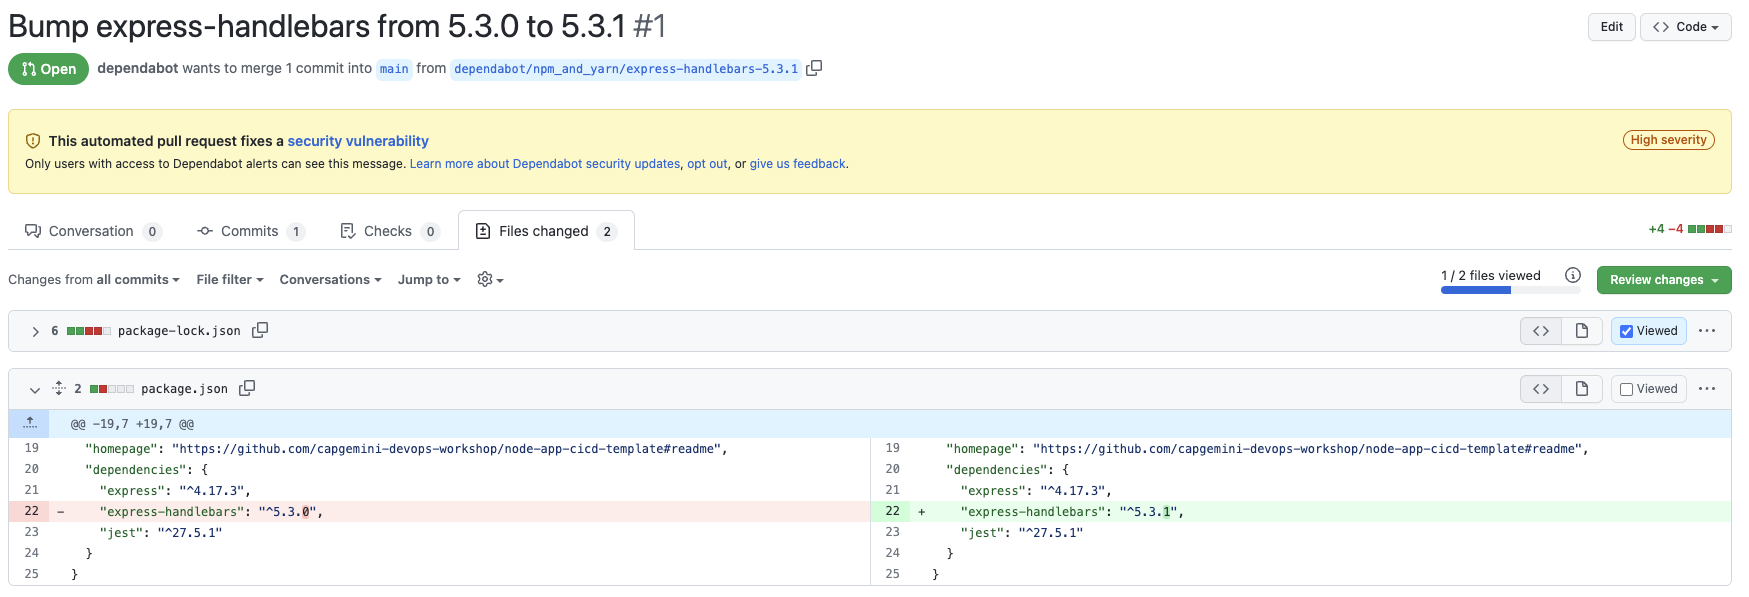 Bump express-handlebars from 5.3.0 to 5.3.1 #1
Edit
<> Code
Open
dependabot wants to merge 1 commit into main from dependabot/npm_and_yarn/express-handlebars-5.3.1
This automated pull request fixes a security vulnerability
High severity
Only users with access to Dependabot alerts can see this message. Learn more about Dependabot security updates, opt out, or give us feedback.
Conversation 0
Commits 1
Checks 0
Files changed 2
+4 −4
Changes from all commits
File filter
Conversations
Jump to
1 / 2 files viewed
Review changes
6 package-lock.json
Viewed
2 package.json
Viewed
@@ -19,7 +19,7 @@
19 "homepage": "https://github.com/capgemini-devops-workshop/node-app-cicd-template#readme",
20 "dependencies": {
21 "express": "^4.17.3",
22 - "express-handlebars": "^5.3.0",
23 "jest": "^27.5.1"
24 }
25 }
19 "homepage": "https://github.com/capgemini-devops-workshop/node-app-cicd-template#readme",
20 "dependencies": {
21 "express": "^4.17.3",
22 + "express-handlebars": "^5.3.1",
23 "jest": "^27.5.1"
24 }
25 }